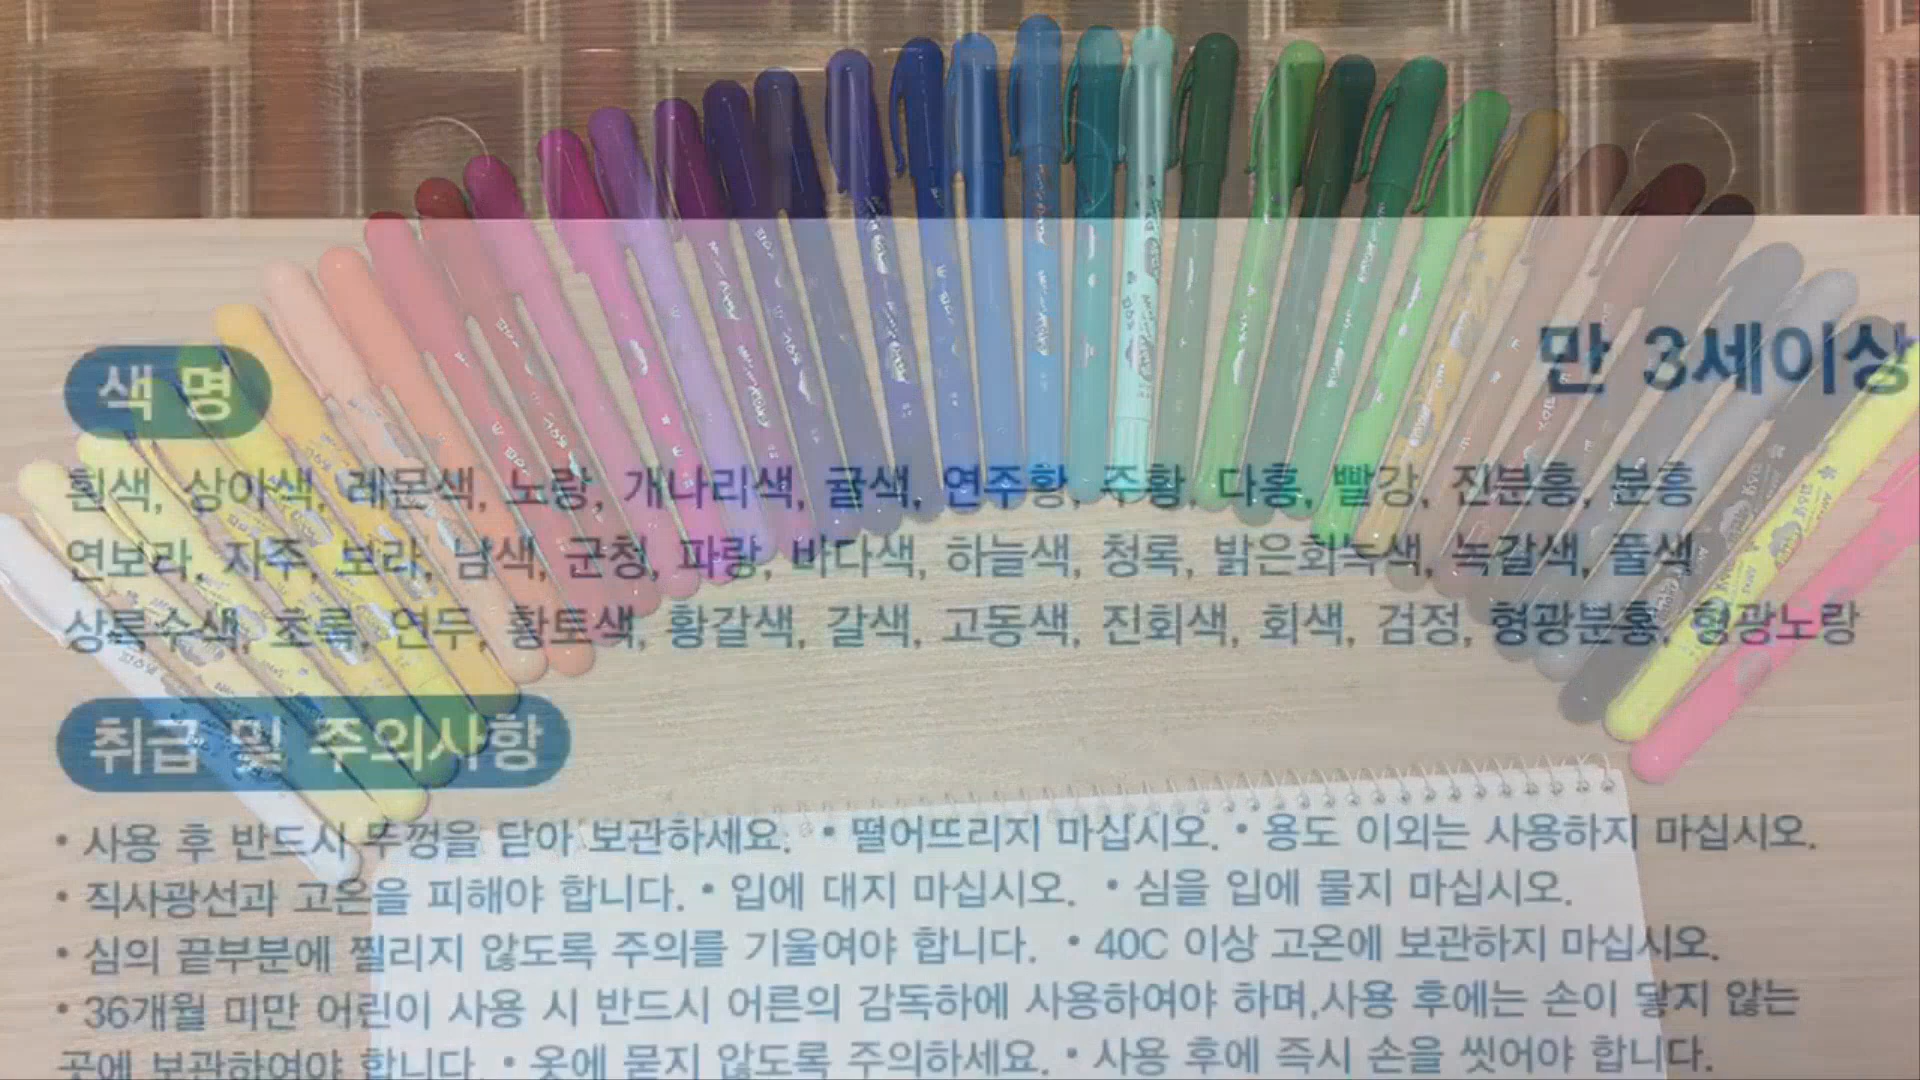 만 3세이상
색 명
흰색, 상아색, 레몬색, 노랑, 개나리색, 귤색, 연주황, 주황, 다홍, 빨강, 진분홍, 분홍
연보라, 자주, 보라, 남색, 군청, 파랑, 바다색, 하늘색, 청록, 밝은회녹색, 녹갈색, 풀색
상록수색, 초록, 연두, 황토색, 황갈색, 갈색, 고동색, 진회색, 회색, 검정, 형광분홍, 형광노랑
취급 및 주의사항
• 사용 후 반드시 뚜껑을 닫아 보관하세요. • 떨어뜨리지 마십시오. • 용도 이외는 사용하지 마십시오.
• 직사광선과 고온을 피해야 합니다. • 입에 대지 마십시오. • 심을 입에 물지 마십시오.
• 심의 끝부분에 찔리지 않도록 주의를 기울여야 합니다. • 40C 이상 고온에 보관하지 마십시오.
• 36개월 미만 어린이 사용 시 반드시 어른의 감독하에 사용하여야 하며,사용 후에는 손이 닿지 않는
곳에 보관하여야 합니다. • 옷에 묻지 않도록 주의하세요. • 사용 후에 즉시 손을 씻어야 합니다.